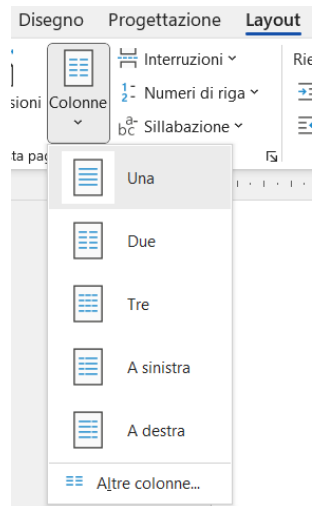 Disegno Progettazione Layout
Interruzioni
Numeri di riga
Colonne
Sillabazione
Una
Due
Tre
A sinistra
A destra
Altre colonne...